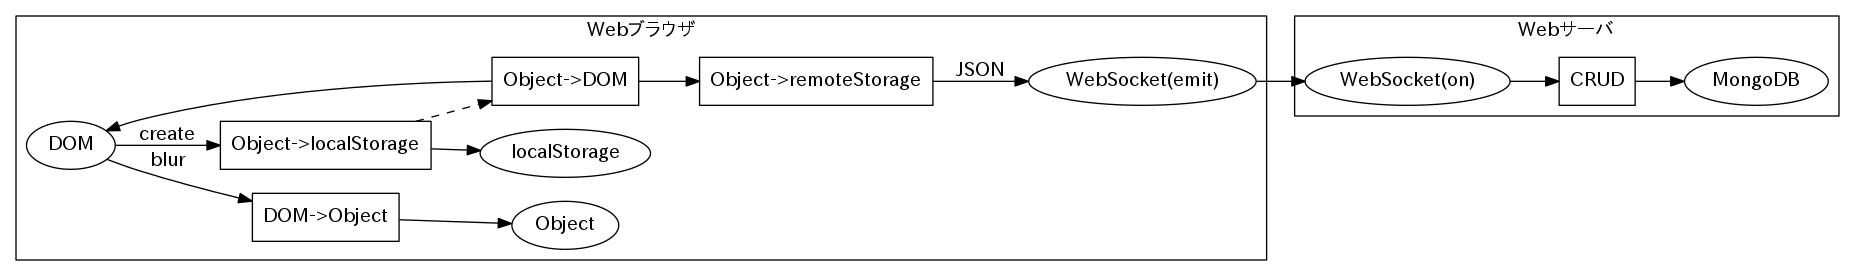 Webブラウザ
Webサーバ
Object->DOM
Object->remoteStorage
JSON
WebSocket(emit)
WebSocket(on)
CRUD
MongoDB
DOM
create
Object->localStorage
localStorage
blur
DOM->Object
Object